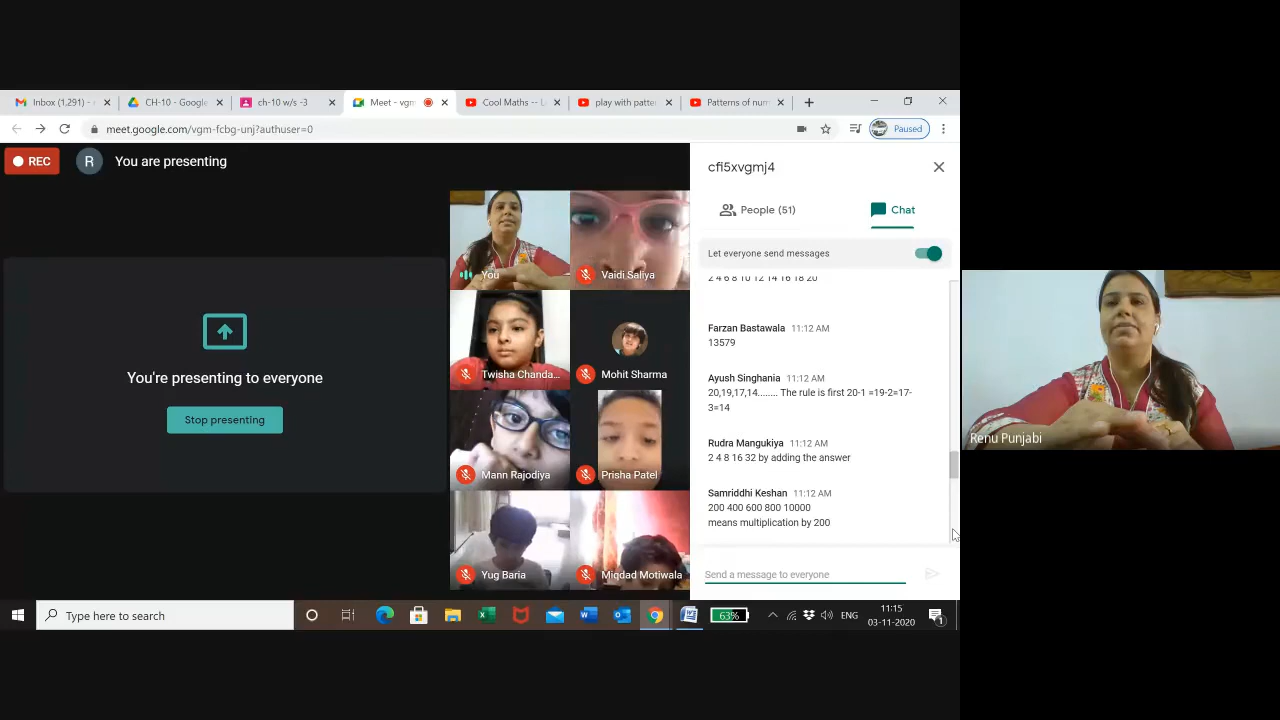 Inbox (1,291) -
CH-10 - Google
ch-10 w/s -3
Meet - vgm
Cool Maths -- L
play with patte
Patterns of num
meet.google.com/vgm-fcbg-unj?authuser=0
Paused
REC
R
You are presenting
cfi5xvgmj4
People (51)
Chat
Let everyone send messages
2 4 6 8 10 12 14 16 18 20
You
Vaidi Saliya
Farzan Bastawala 11:12 AM
13579
You're presenting to everyone
Stop presenting
Twisha Chanda...
Mohit Sharma
Ayush Singhania 11:12 AM
20,19,17,14........ The rule is first 20-1 =19-2=17-
3=14
Renu Punjabi
Rudra Mangukiya 11:12 AM
2 4 8 16 32 by adding the answer
Mann Rajodiya
Prisha Patel
Samriddhi Keshan 11:12 AM
200 400 600 800 10000
means multiplication by 200
Yug Baria
Miqdad Motiwala
Send a message to everyone
Type here to search
63%
ENG
11:15
03-11-2020
1